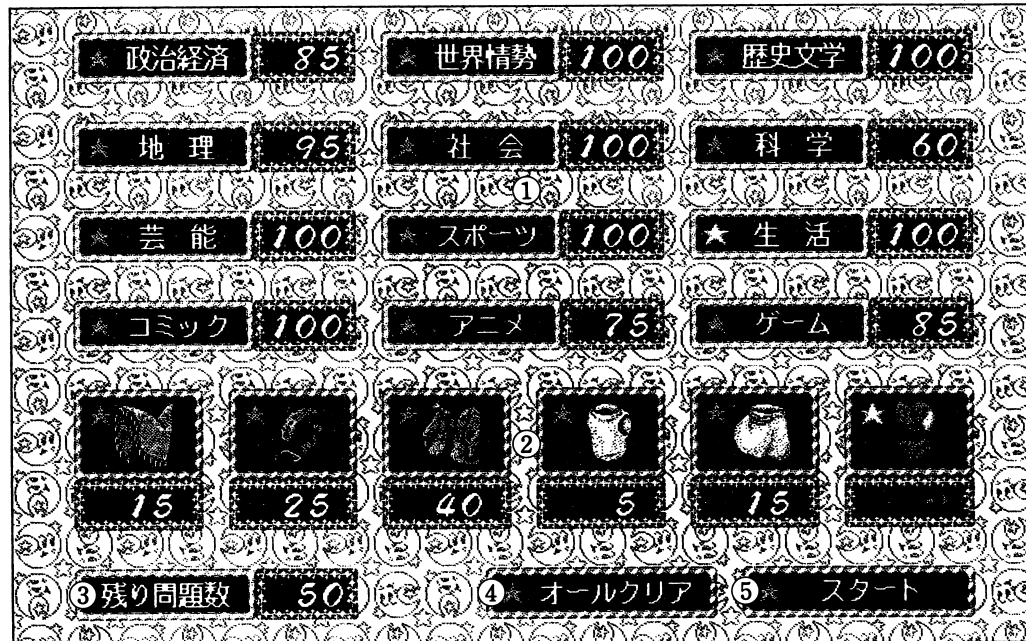 政治経済 85 世界情勢 100 歴史文学 100
地理 95 社会 100 科学 60
①
芸能 100 スポーツ 100 生活 100
コミック 100 アニメ 75 ゲーム 85
②
15 25 40 5 15
③残り問題数 50 ④オールクリア ⑤スタート